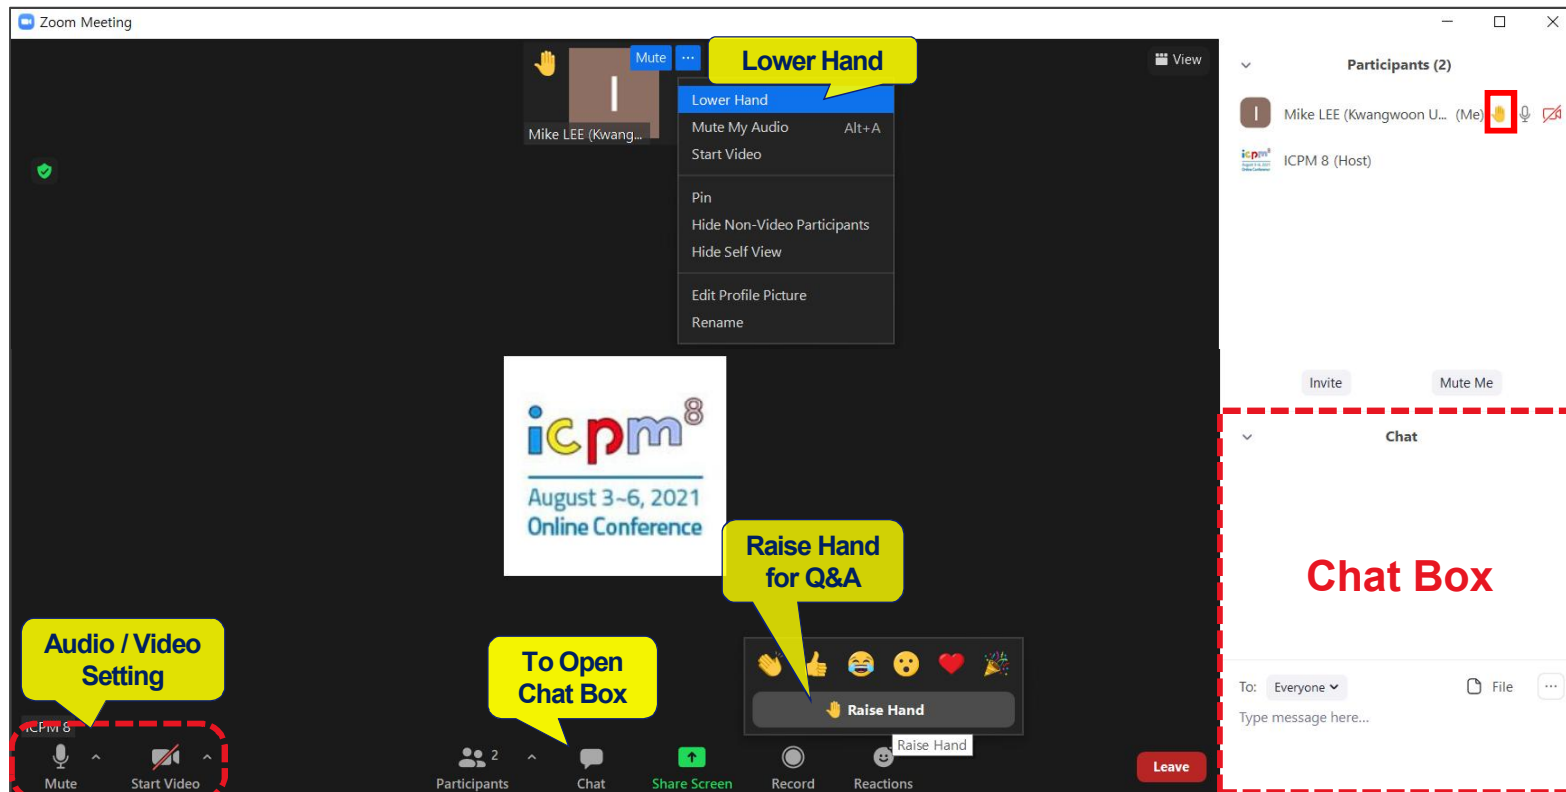 Zoom Meeting
Mute
Lower Hand
View
Lower Hand
Mute My Audio Alt+A
Start Video
Pin
Hide Non-Video Participants
Hide Self View
Edit Profile Picture
Rename
I
Mike LEE (Kwang...
Participants (2)
I
Mike LEE (Kwangwoon U... (Me)
icpm8
ICPM 8 (Host)
Invite Mute Me
icpm8
August 3~6, 2021
Online Conference
Chat
Chat Box
Raise Hand
for Q&A
Audio / Video
Setting
To Open
Chat Box
Raise Hand
Raise Hand
To: Everyone File
Type message here...
ICPM 8
Mute
Start Video
Participants
2
Chat
Share Screen
Record
Reactions
Leave